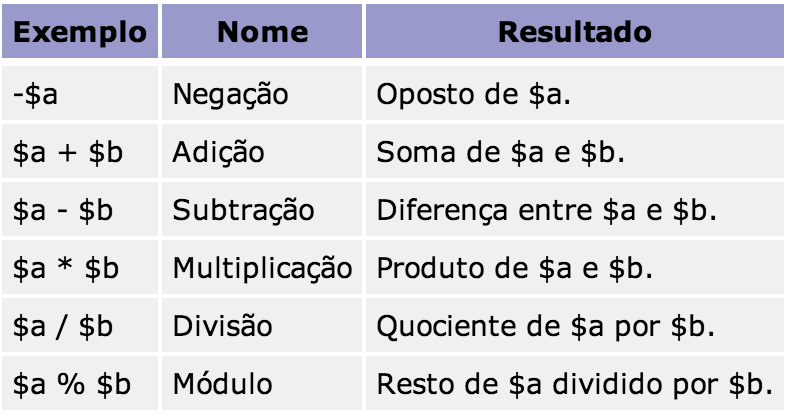 Exemplo Nome Resultado
-$a Negação Oposto de $a.
$a + $b Adição Soma de $a e $b.
$a - $b Subtração Diferença entre $a e $b.
$a * $b Multiplicação Produto de $a e $b.
$a / $b Divisão Quociente de $a por $b.
$a % $b Módulo Resto de $a dividido por $b.